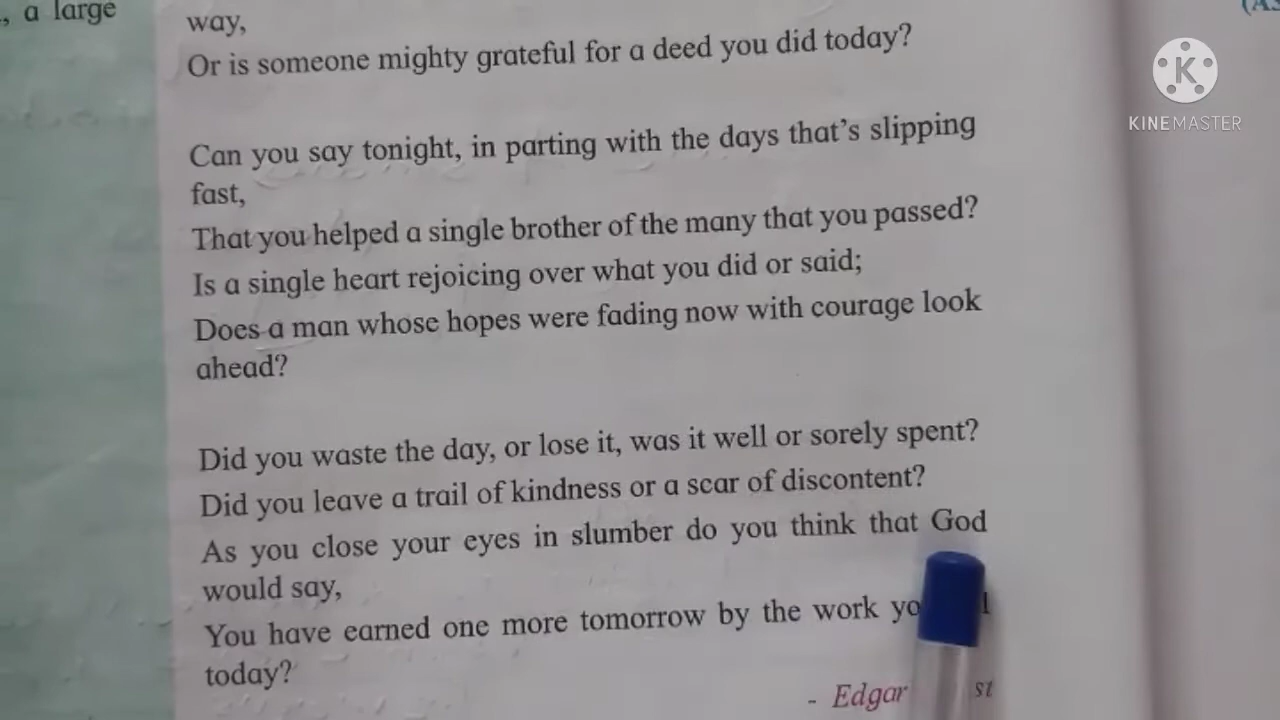 , a large
way,
Or is someone mighty grateful for a deed you did today?
Can you say tonight, in parting with the days that's slipping
fast,
That you helped a single brother of the many that you passed?
Is a single heart rejoicing over what you did or said;
Does a man whose hopes were fading now with courage look
ahead?
Did you waste the day, or lose it, was it well or sorely spent?
Did you leave a trail of kindness or a scar of discontent?
As you close your eyes in slumber do you think that God
would say,
You have earned one more tomorrow by the work
today?
- Edgar
KINEMASTER